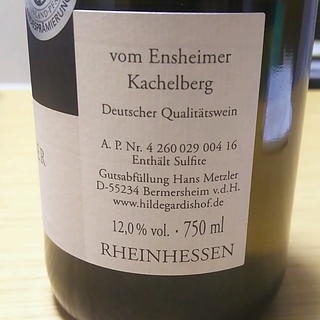 vom Ensheimer
Kachelberg
Deutscher Qualitätswein
A. P. Nr. 4 260 029 004 16
Enthält Sulfite
Gutsabfüllung Hans Metzler
D-55234 Bermersheim v.d.H.
www.hildegardishof.de
12,0 % vol. · 750 ml
RHEINHESSEN